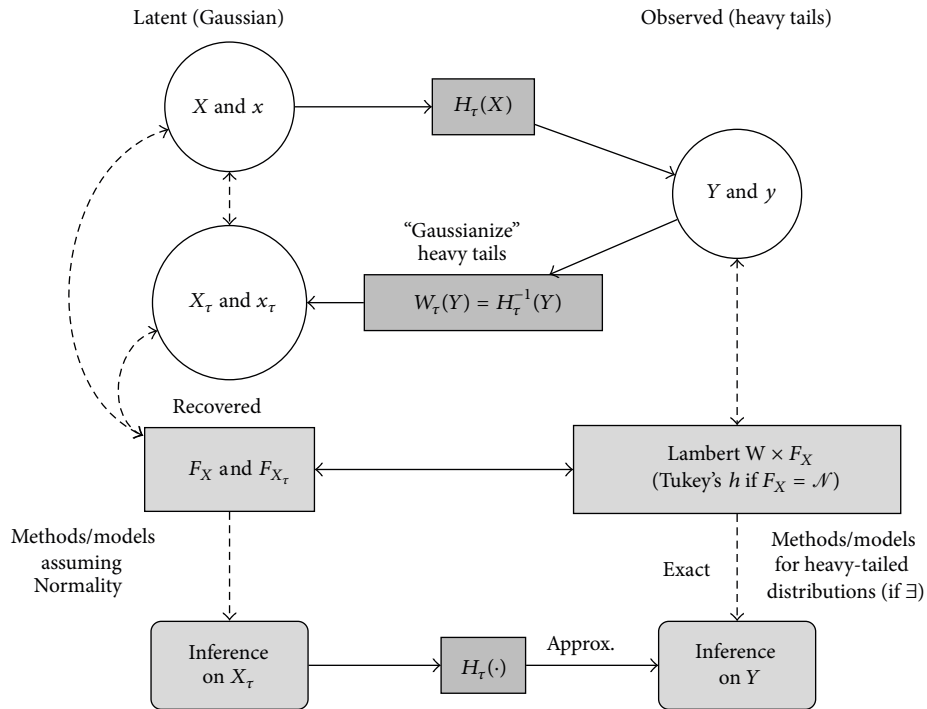 Latent (Gaussian)
Observed (heavy tails)
X and x
H_τ(X)
Y and y
“Gaussianize”
heavy tails
X_τ and x_τ
W_τ(Y) = H_τ^{-1}(Y)
Recovered
F_X and F_{X_τ}
Lambert W × F_X
(Tukey's h if F_X = 𝒩)
Methods/models
assuming
Normality
Exact
Methods/models
for heavy-tailed
distributions (if ∃)
Inference
on X_τ
H_τ(·)
Approx.
Inference
on Y